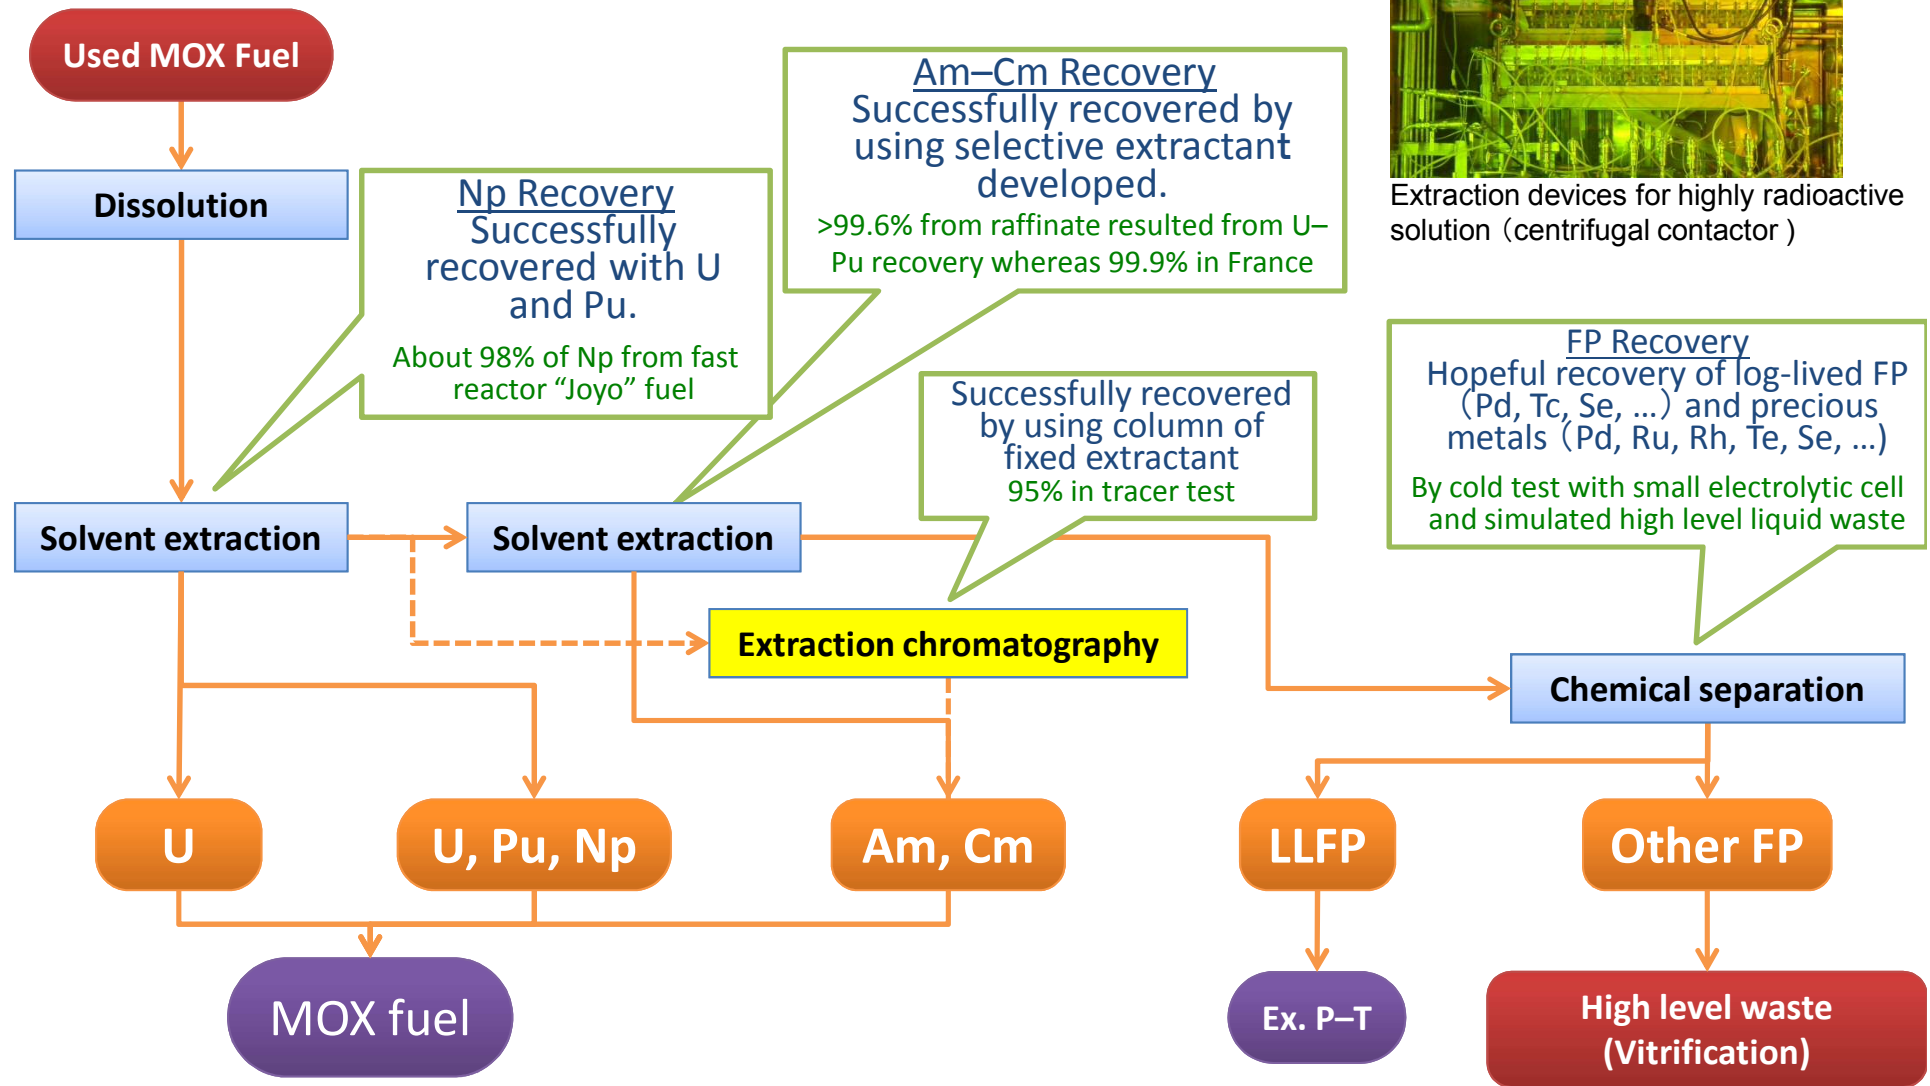 Used MOX Fuel
Dissolution
Np Recovery
Successfully
recovered with U
and Pu.
About 98% of Np from fast
reactor “Joyo” fuel
Am–Cm Recovery
Successfully recovered by
using selective extractant
developed.
>99.6% from raffinate resulted from U–
Pu recovery whereas 99.9% in France
Extraction devices for highly radioactive
solution（centrifugal contactor )
Successfully recovered
by using column of
fixed extractant
95% in tracer test
FP Recovery
Hopeful recovery of log-lived FP
（Pd, Tc, Se, ...）and precious
metals（Pd, Ru, Rh, Te, Se, ...)
By cold test with small electrolytic cell
and simulated high level liquid waste
Solvent extraction
Solvent extraction
Extraction chromatography
Chemical separation
U
U, Pu, Np
Am, Cm
LLFP
Other FP
MOX fuel
Ex. P–T
High level waste
(Vitrification)